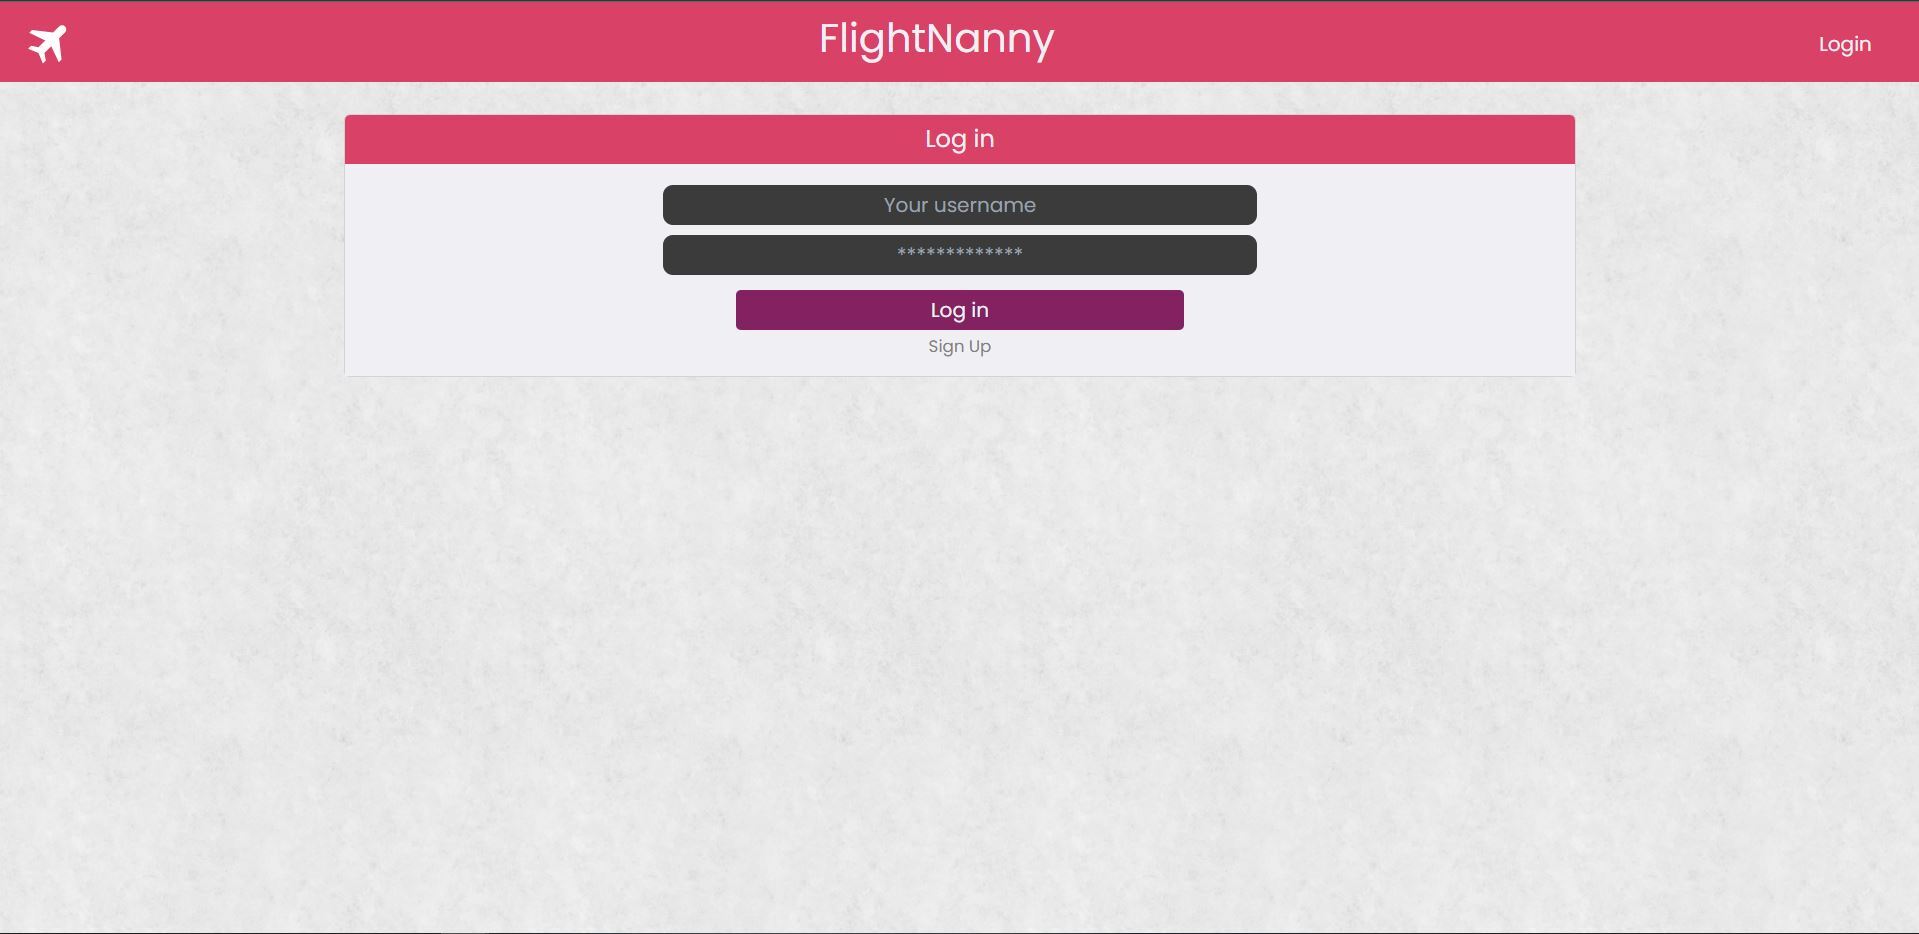 FlightNanny
Login
Log in
Your username
*************
Log in
Sign Up